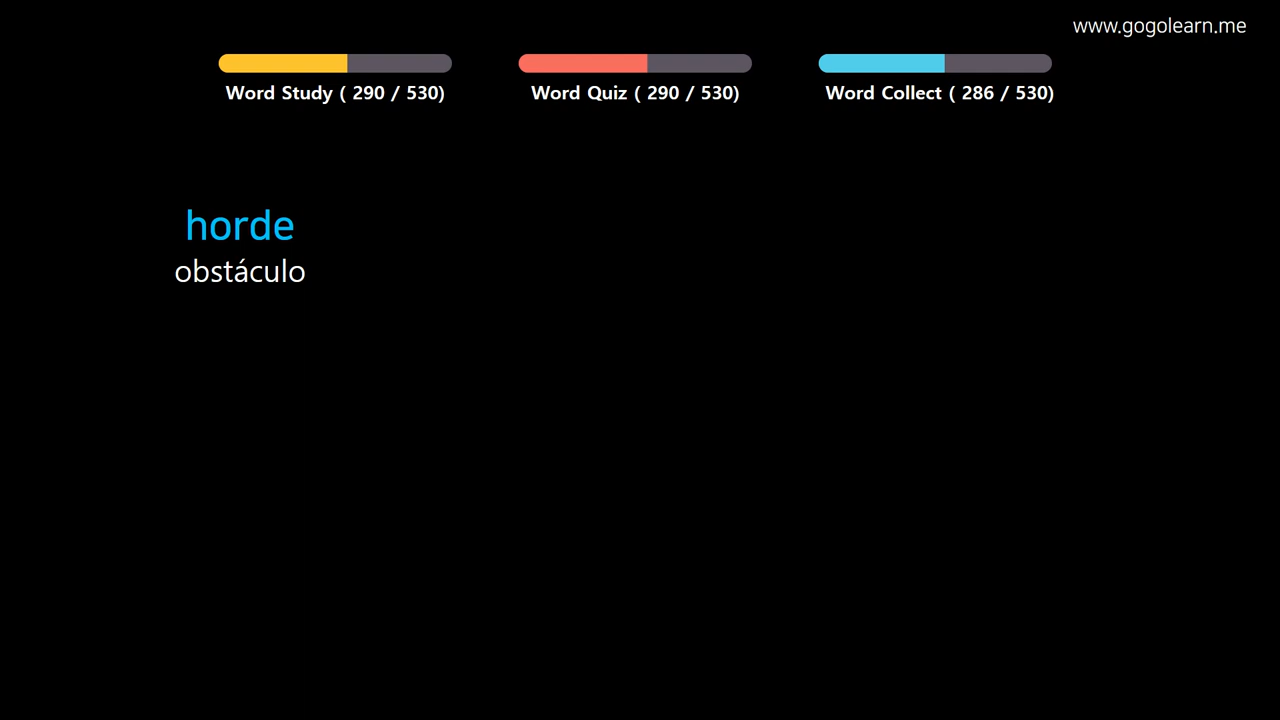 www.gogolearn.me
Word Study ( 290 / 530)
Word Quiz ( 290 / 530)
Word Collect ( 286 / 530)
horde
obstáculo